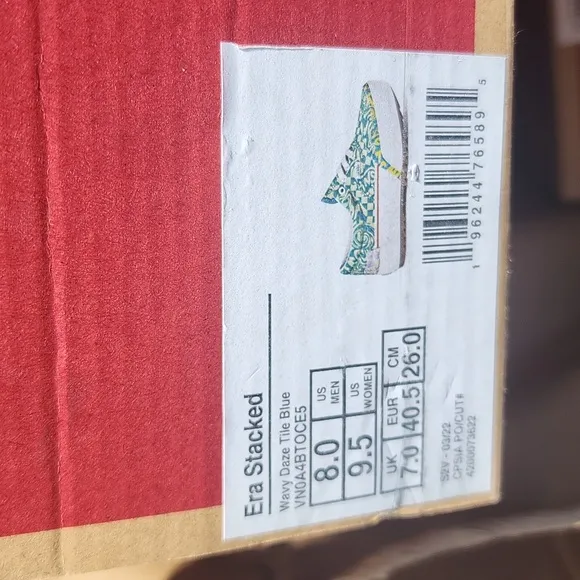 Era Stacked
Wavy Daze Tile Blue
VN0A4BTOCE5
8.0 US MEN
9.5 US WOMEN
UK EUR CM
7.0 40.5 26.0
S2V - 03/22
CPSIA PO/CUT#
4200073622
1 96244 76589 5